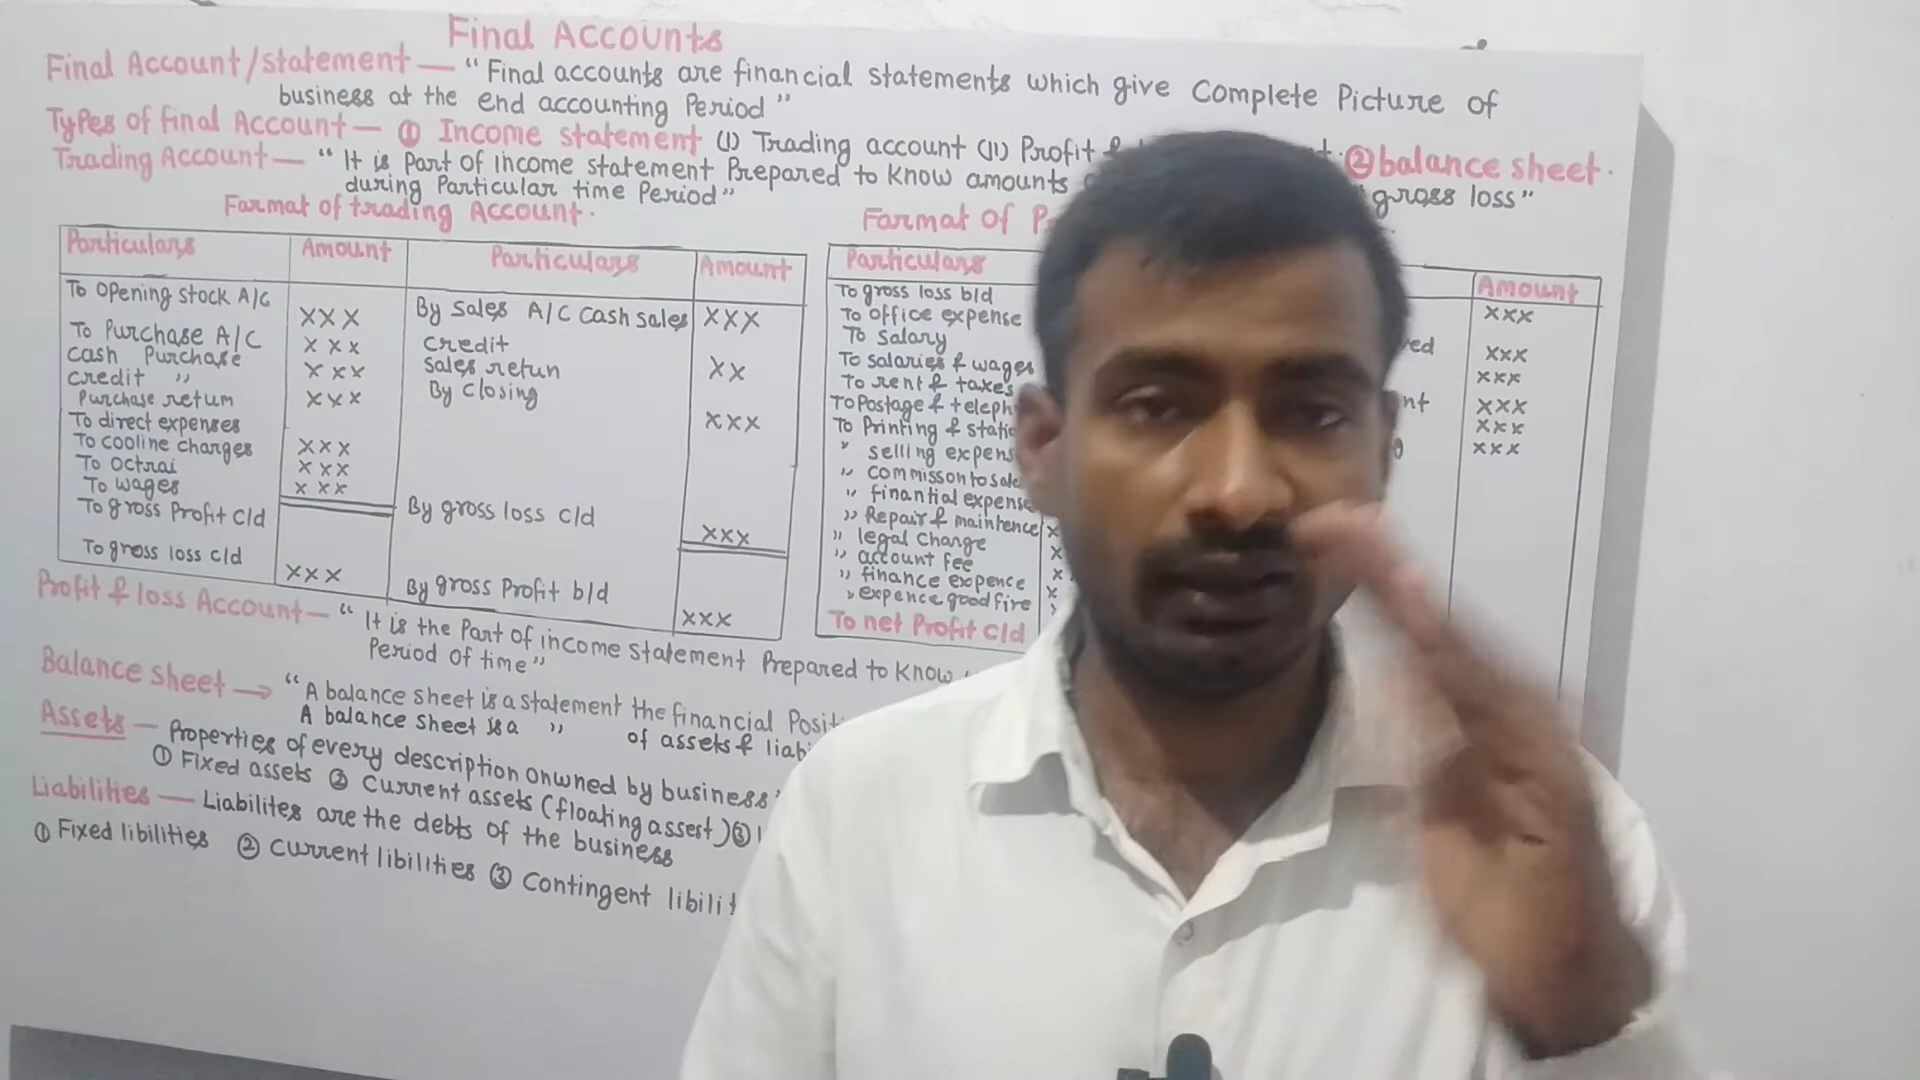 Final Accounts
Final Account/statement — "Final accounts are financial statements which give Complete Picture of
business at the end accounting Period"
Types of final Account — ① Income statement (I) Trading account (II) Profit & ②balance sheet.
Trading Account — "It is Part of income statement Prepared to know amounts "gross loss"
during Particular time Period"
Farmat of trading Account.
Particulars Amount Particulars Amount
To opening stock A/C xxx By Sales A/C Cash sales xxx
To Purchase A/C xxx credit
Cash Purchase xxx Sales retun xx
Credit ,, xxx By Closing xxx
Purchase retum
To direct expenses
To cooline charges xxx
To Octrai xxx
To wages xxx
To gross Profit C/d By gross loss c/d xxx
To gross loss c/d xxx By gross Profit b/d xxx
Farmat of
Particulars Amount
To gross loss b/d xxx
To office expense
To Salary xxx
To salaries & wages xxx
To rent & taxes
To Postage & xxx
To Printing & xxx
" selling xxx
" commisson to
" finantial expense
" Repair & maintence x
" legal charge x
" account fee x
" finance expence x
" expence good fire
To net Profit C/d
Profit & loss Account — "It is the Part of income statement Prepared to know
Period of time"
Balance sheet → "A balance sheet is a statement the financial
A balance sheet is a ,, of assets &
Assets — Properties of every description onwned by business"
① Fixed assets ② Current assets (floating assest) ③
Liabilities — Liabilites are the debts of the business
① Fixed libilities ② Current libilities ③ Contingent